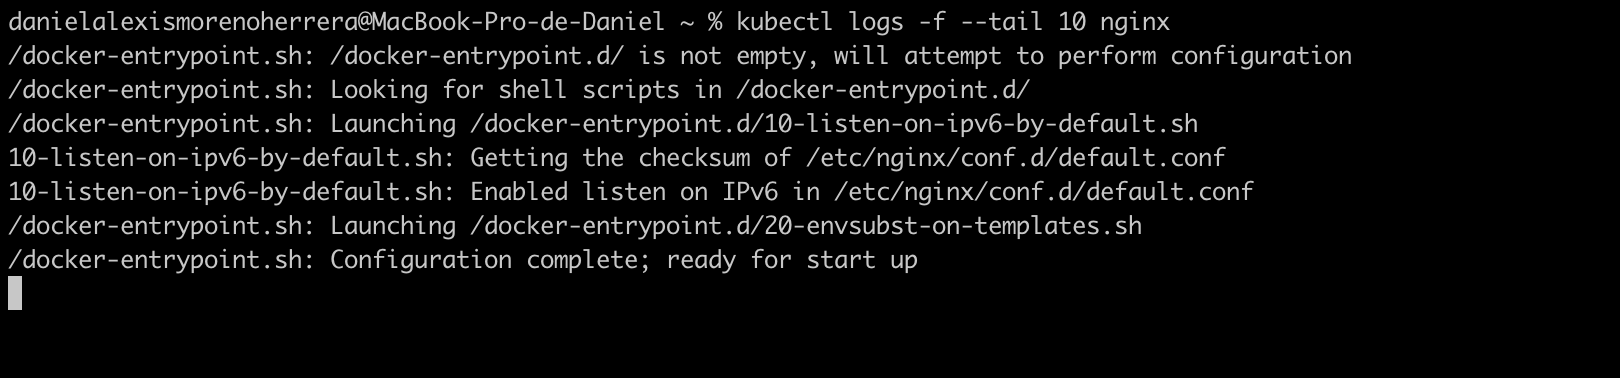 danielalexismorenoherrera@MacBook-Pro-de-Daniel ~ % kubectl logs -f --tail 10 nginx
/docker-entrypoint.sh: /docker-entrypoint.d/ is not empty, will attempt to perform configuration
/docker-entrypoint.sh: Looking for shell scripts in /docker-entrypoint.d/
/docker-entrypoint.sh: Launching /docker-entrypoint.d/10-listen-on-ipv6-by-default.sh
10-listen-on-ipv6-by-default.sh: Getting the checksum of /etc/nginx/conf.d/default.conf
10-listen-on-ipv6-by-default.sh: Enabled listen on IPv6 in /etc/nginx/conf.d/default.conf
/docker-entrypoint.sh: Launching /docker-entrypoint.d/20-envsubst-on-templates.sh
/docker-entrypoint.sh: Configuration complete; ready for start up